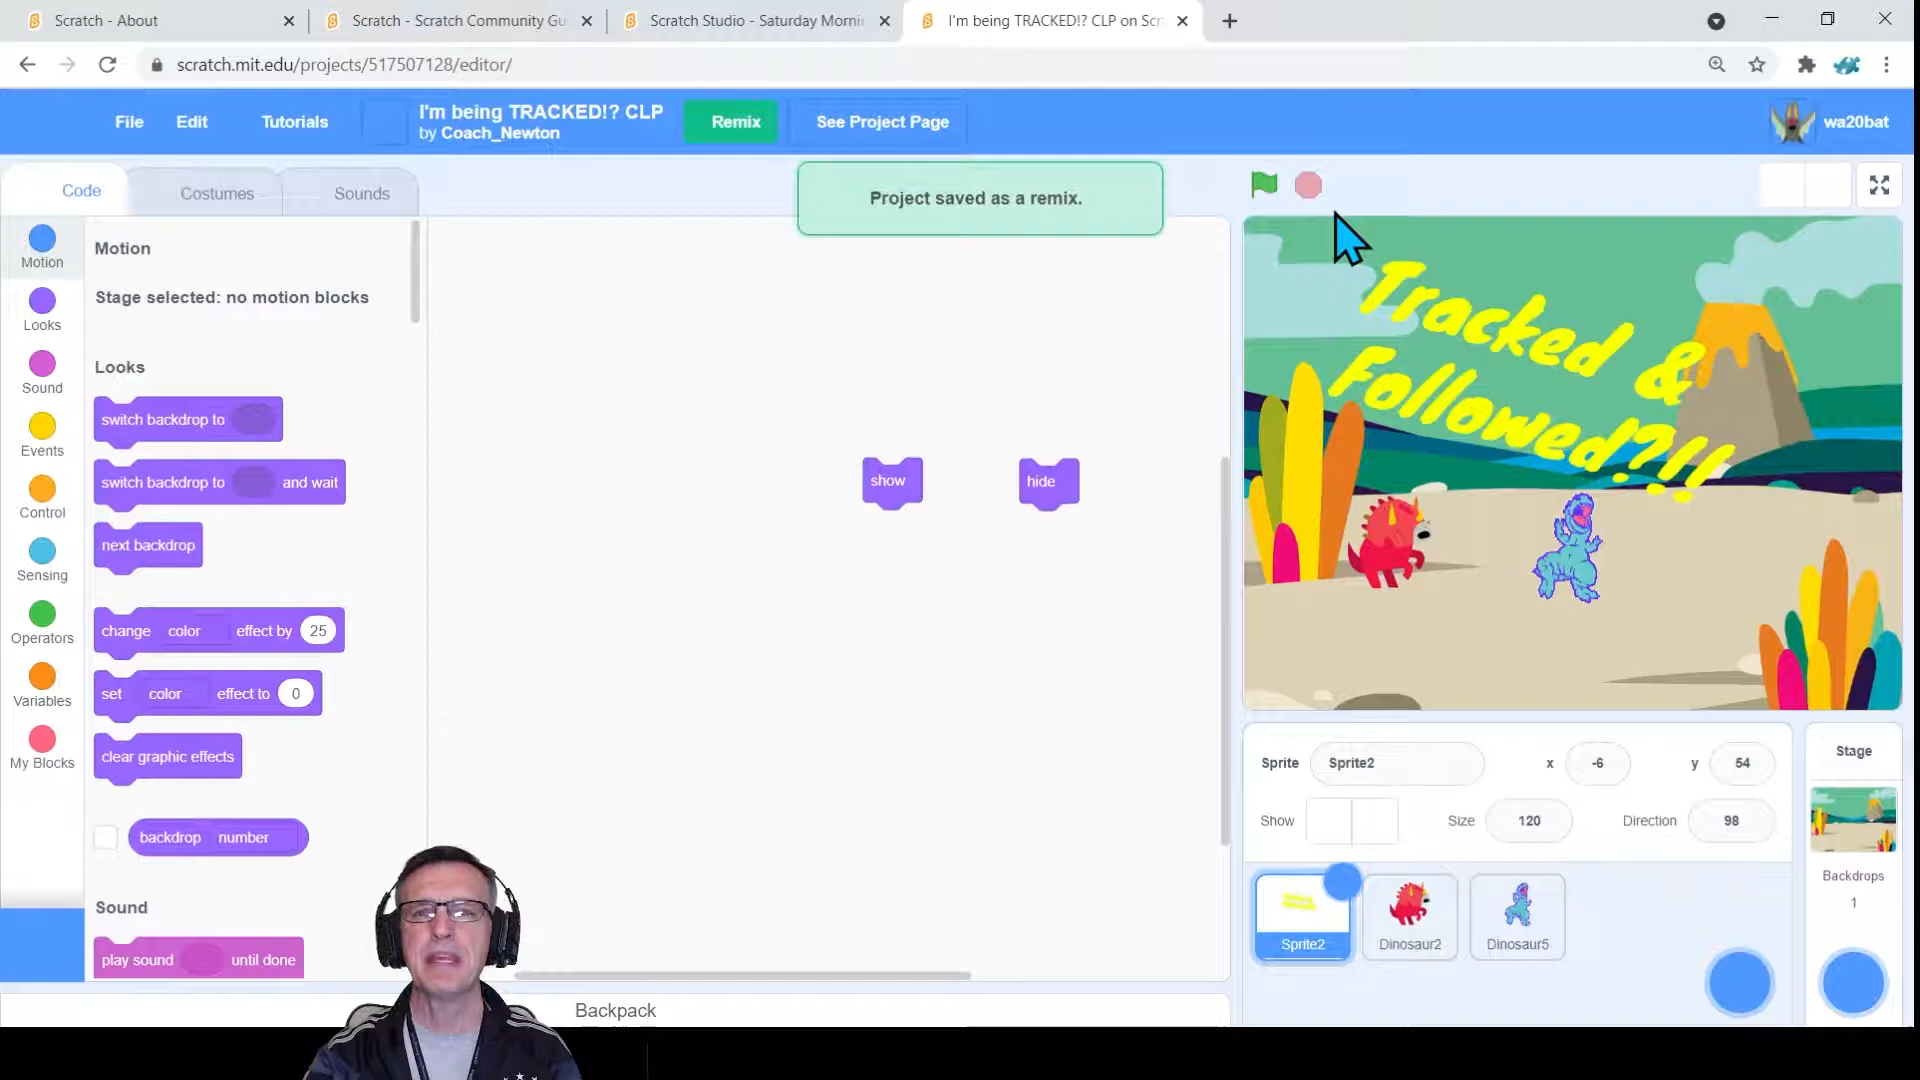 Scratch - About
Scratch - Scratch Community Gu
Scratch Studio - Saturday Morni
I'm being TRACKED!? CLP on Scr
scratch.mit.edu/projects/517507128/editor/
File
Edit
Tutorials
I'm being TRACKED!? CLP
by Coach_Newton
Remix
See Project Page
wa20bat
Code
Costumes
Sounds
Project saved as a remix.
Motion
Looks
Sound
Events
Control
Sensing
Operators
Variables
My Blocks
Motion
Stage selected: no motion blocks
Looks
switch backdrop to
switch backdrop to and wait
next backdrop
change color effect by 25
set color effect to 0
clear graphic effects
backdrop number
Sound
play sound until done
show
hide
Backpack
Tracked &
Followed?!!
Sprite Sprite2 x -6 y 54
Show Size 120 Direction 98
Sprite2
Dinosaur2
Dinosaur5
Stage
Backdrops
1